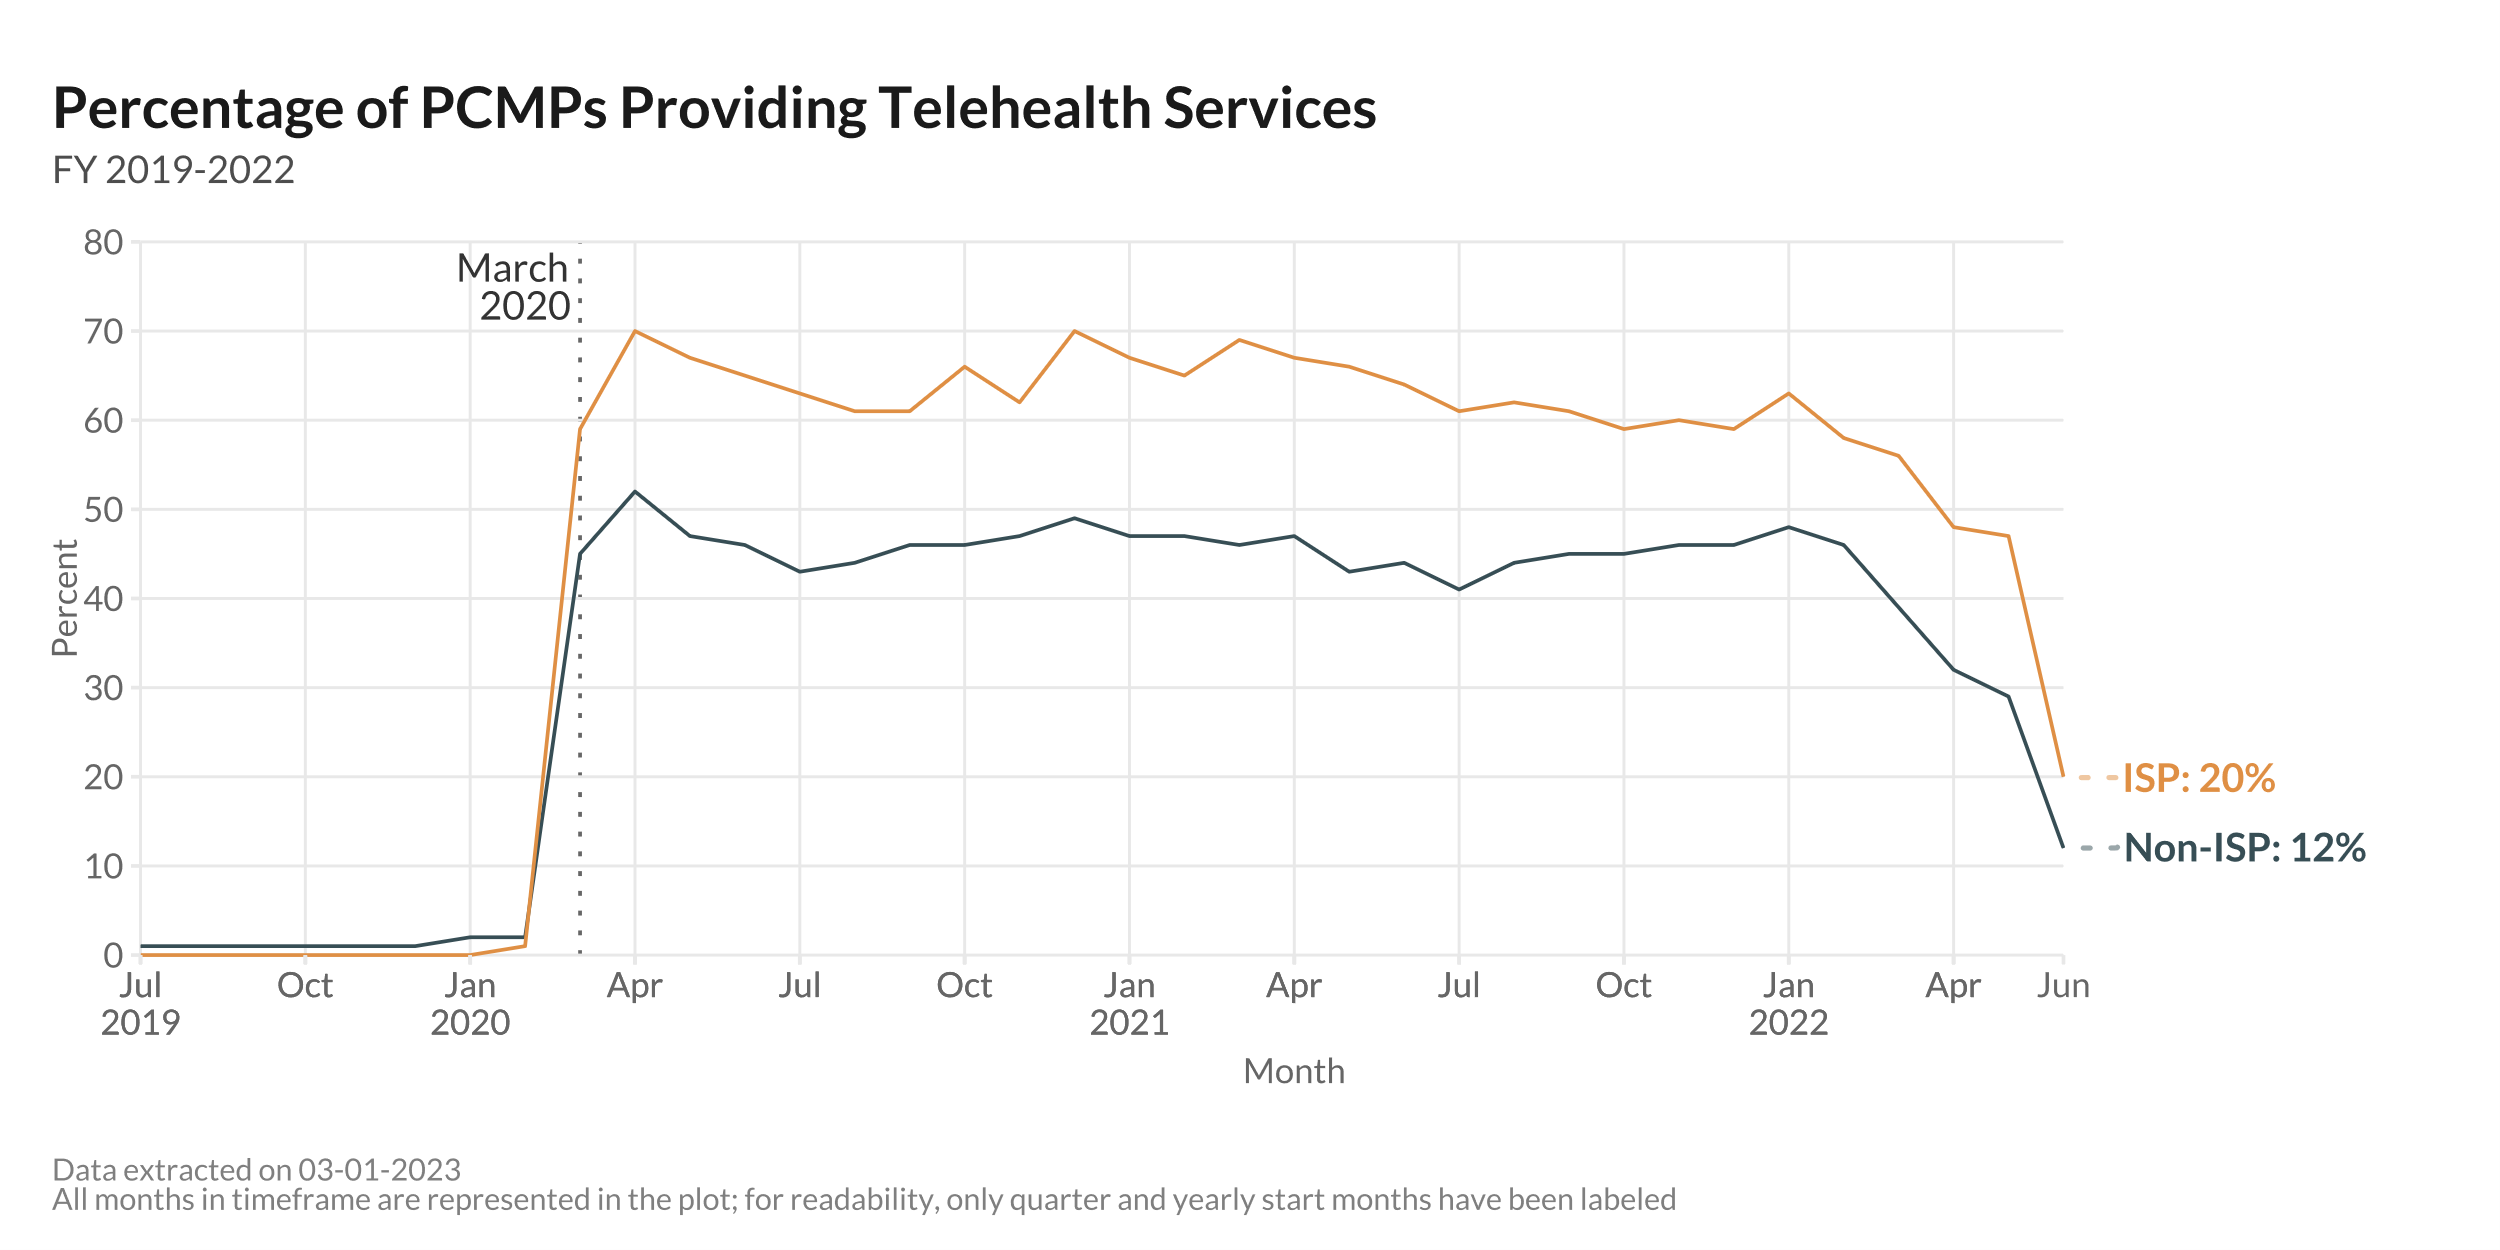 Percentage of PCMPs Providing Telehealth Services
FY 2019-2022
80
70
60
50
40
30
20
10
0
Percent
March
2020
ISP: 20%
Non-ISP: 12%
Jul Oct Jan Apr Jul Oct Jan Apr Jul Oct Jan Apr Jun
2019 2020 2021 2022
Month
Data extracted on 03-01-2023
All months in timeframe are represented in the plot; for readability, only quarter and yearly start months have been labeled